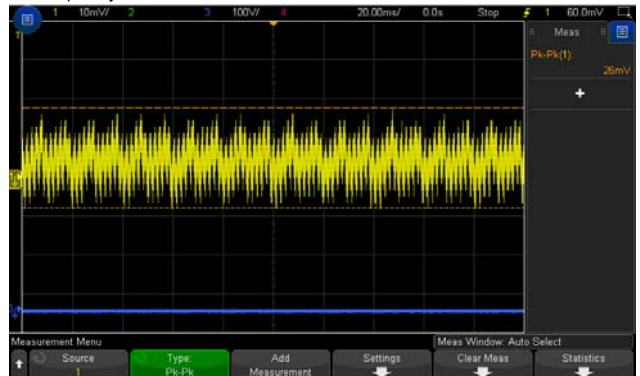 1 10mV/ 2 3 100V/ 4 20.00ms/ 0.0s Stop 1 60.0mV
Meas
Pk-Pk(1):
26mV
+
Measurement Menu
Meas Window: Auto Select
Source
1
Type:
Pk-Pk
Add
Measurement
Settings
Clear Meas
Statistics